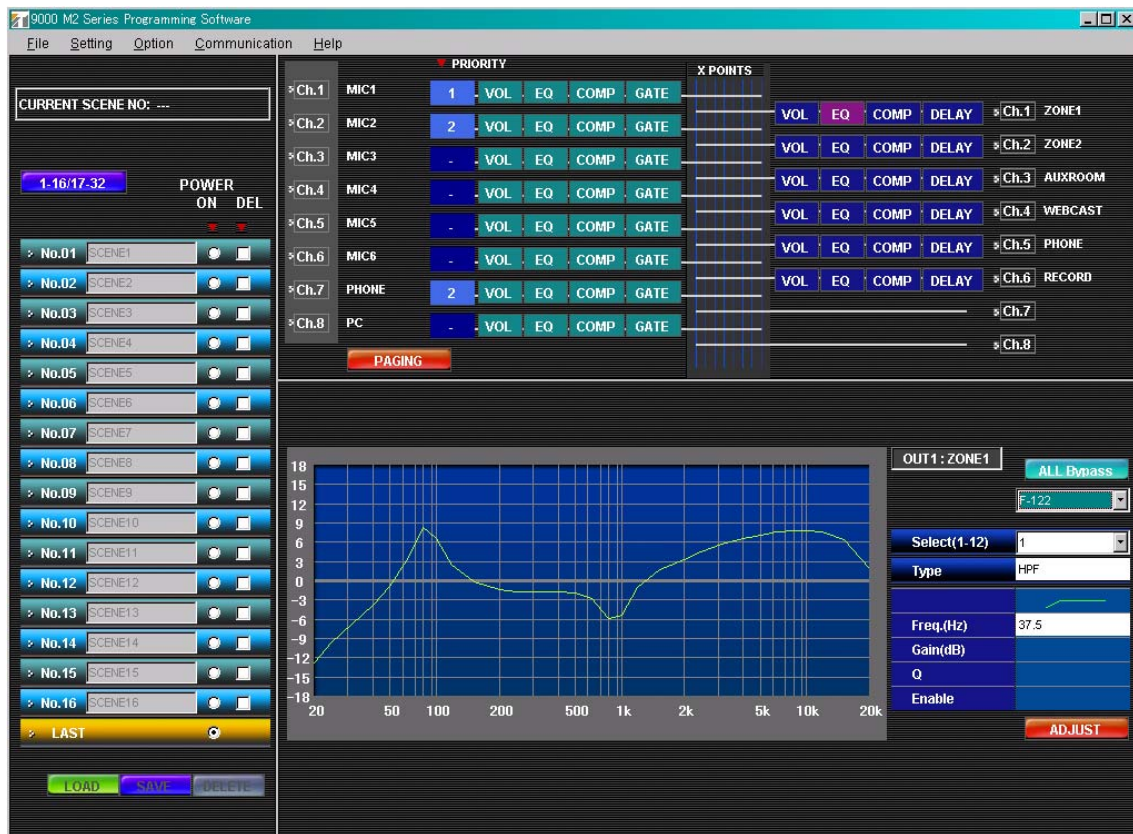 9000 M2 Series Programming Software
File Setting Option Communication Help
CURRENT SCENE NO: ---
1-16/17-32
POWER
ON DEL
No.01 SCENE1
No.02 SCENE2
No.03 SCENE3
No.04 SCENE4
No.05 SCENE5
No.06 SCENE6
No.07 SCENE7
No.08 SCENE8
No.09 SCENE9
No.10 SCENE10
No.11 SCENE11
No.12 SCENE12
No.13 SCENE13
No.14 SCENE14
No.15 SCENE15
No.16 SCENE16
LAST
LOAD SAVE DELETE
PRIORITY
X POINTS
Ch.1 MIC1 1 VOL EQ COMP GATE
Ch.2 MIC2 2 VOL EQ COMP GATE
Ch.3 MIC3 - VOL EQ COMP GATE
Ch.4 MIC4 - VOL EQ COMP GATE
Ch.5 MIC5 - VOL EQ COMP GATE
Ch.6 MIC6 - VOL EQ COMP GATE
Ch.7 PHONE 2 VOL EQ COMP GATE
Ch.8 PC - VOL EQ COMP GATE
PAGING
VOL EQ COMP DELAY Ch.1 ZONE1
VOL EQ COMP DELAY Ch.2 ZONE2
VOL EQ COMP DELAY Ch.3 AUXROOM
VOL EQ COMP DELAY Ch.4 WEBCAST
VOL EQ COMP DELAY Ch.5 PHONE
VOL EQ COMP DELAY Ch.6 RECORD
Ch.7
Ch.8
18
15
12
9
6
3
0
-3
-6
-9
-12
-15
-18
20 50 100 200 500 1k 2k 5k 10k 20k
OUT1:ZONE1
ALL Bypass
F-122
Select(1-12) 1
Type HPF
Freq.(Hz) 37.5
Gain(dB)
Q
Enable
ADJUST